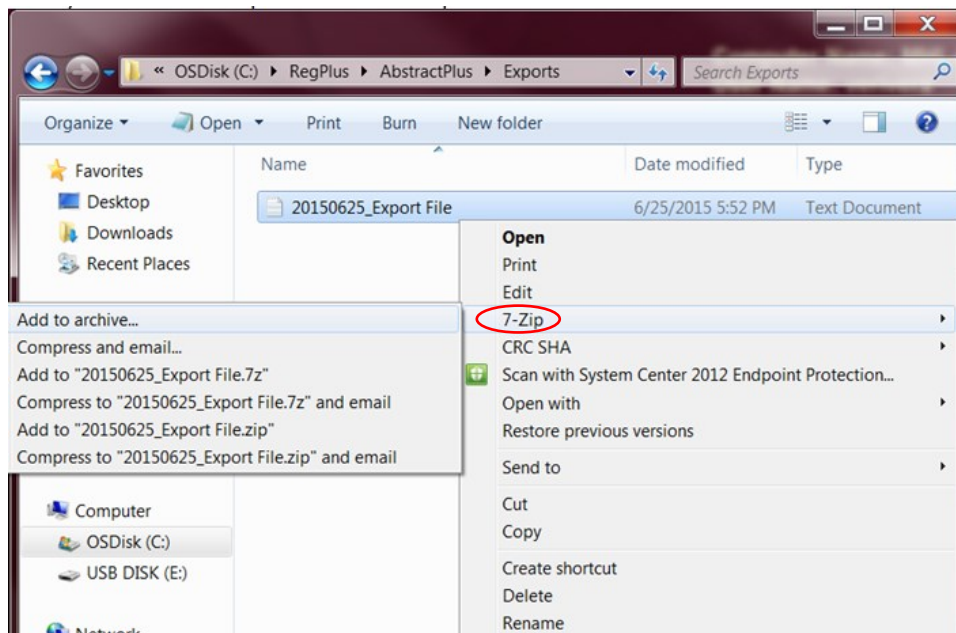 « OSDisk (C:) ▸ RegPlus ▸ AbstractPlus ▸ Exports
Search Exports
Organize Open Print Burn New folder
Name Date modified Type
Favorites
Desktop
Downloads
Recent Places
20150625_Export File 6/25/2015 5:52 PM Text Document
Open
Print
Edit
7-Zip
CRC SHA
Scan with System Center 2012 Endpoint Protection...
Open with
Restore previous versions
Send to
Cut
Copy
Create shortcut
Delete
Rename
Add to archive...
Compress and email...
Add to "20150625_Export File.7z"
Compress to "20150625_Export File.7z" and email
Add to "20150625_Export File.zip"
Compress to "20150625_Export File.zip" and email
Computer
OSDisk (C:)
USB DISK (E:)
Network